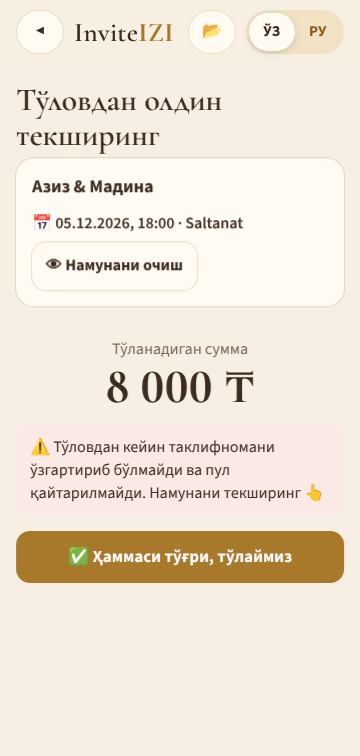 InviteIZI
ЎЗ
РУ
Тўловдан олдин
текширинг
Азиз & Мадина
📅 05.12.2026, 18:00 · Saltanat
👁 Намунани очиш
Тўланадиган сумма
8 000 ₸
⚠️ Тўловдан кейин таклифномани
ўзгартириб бўлмайди ва пул
қайтарилмайди. Намунани текширинг 👆
✅ Ҳаммаси тўғри, тўлаймиз